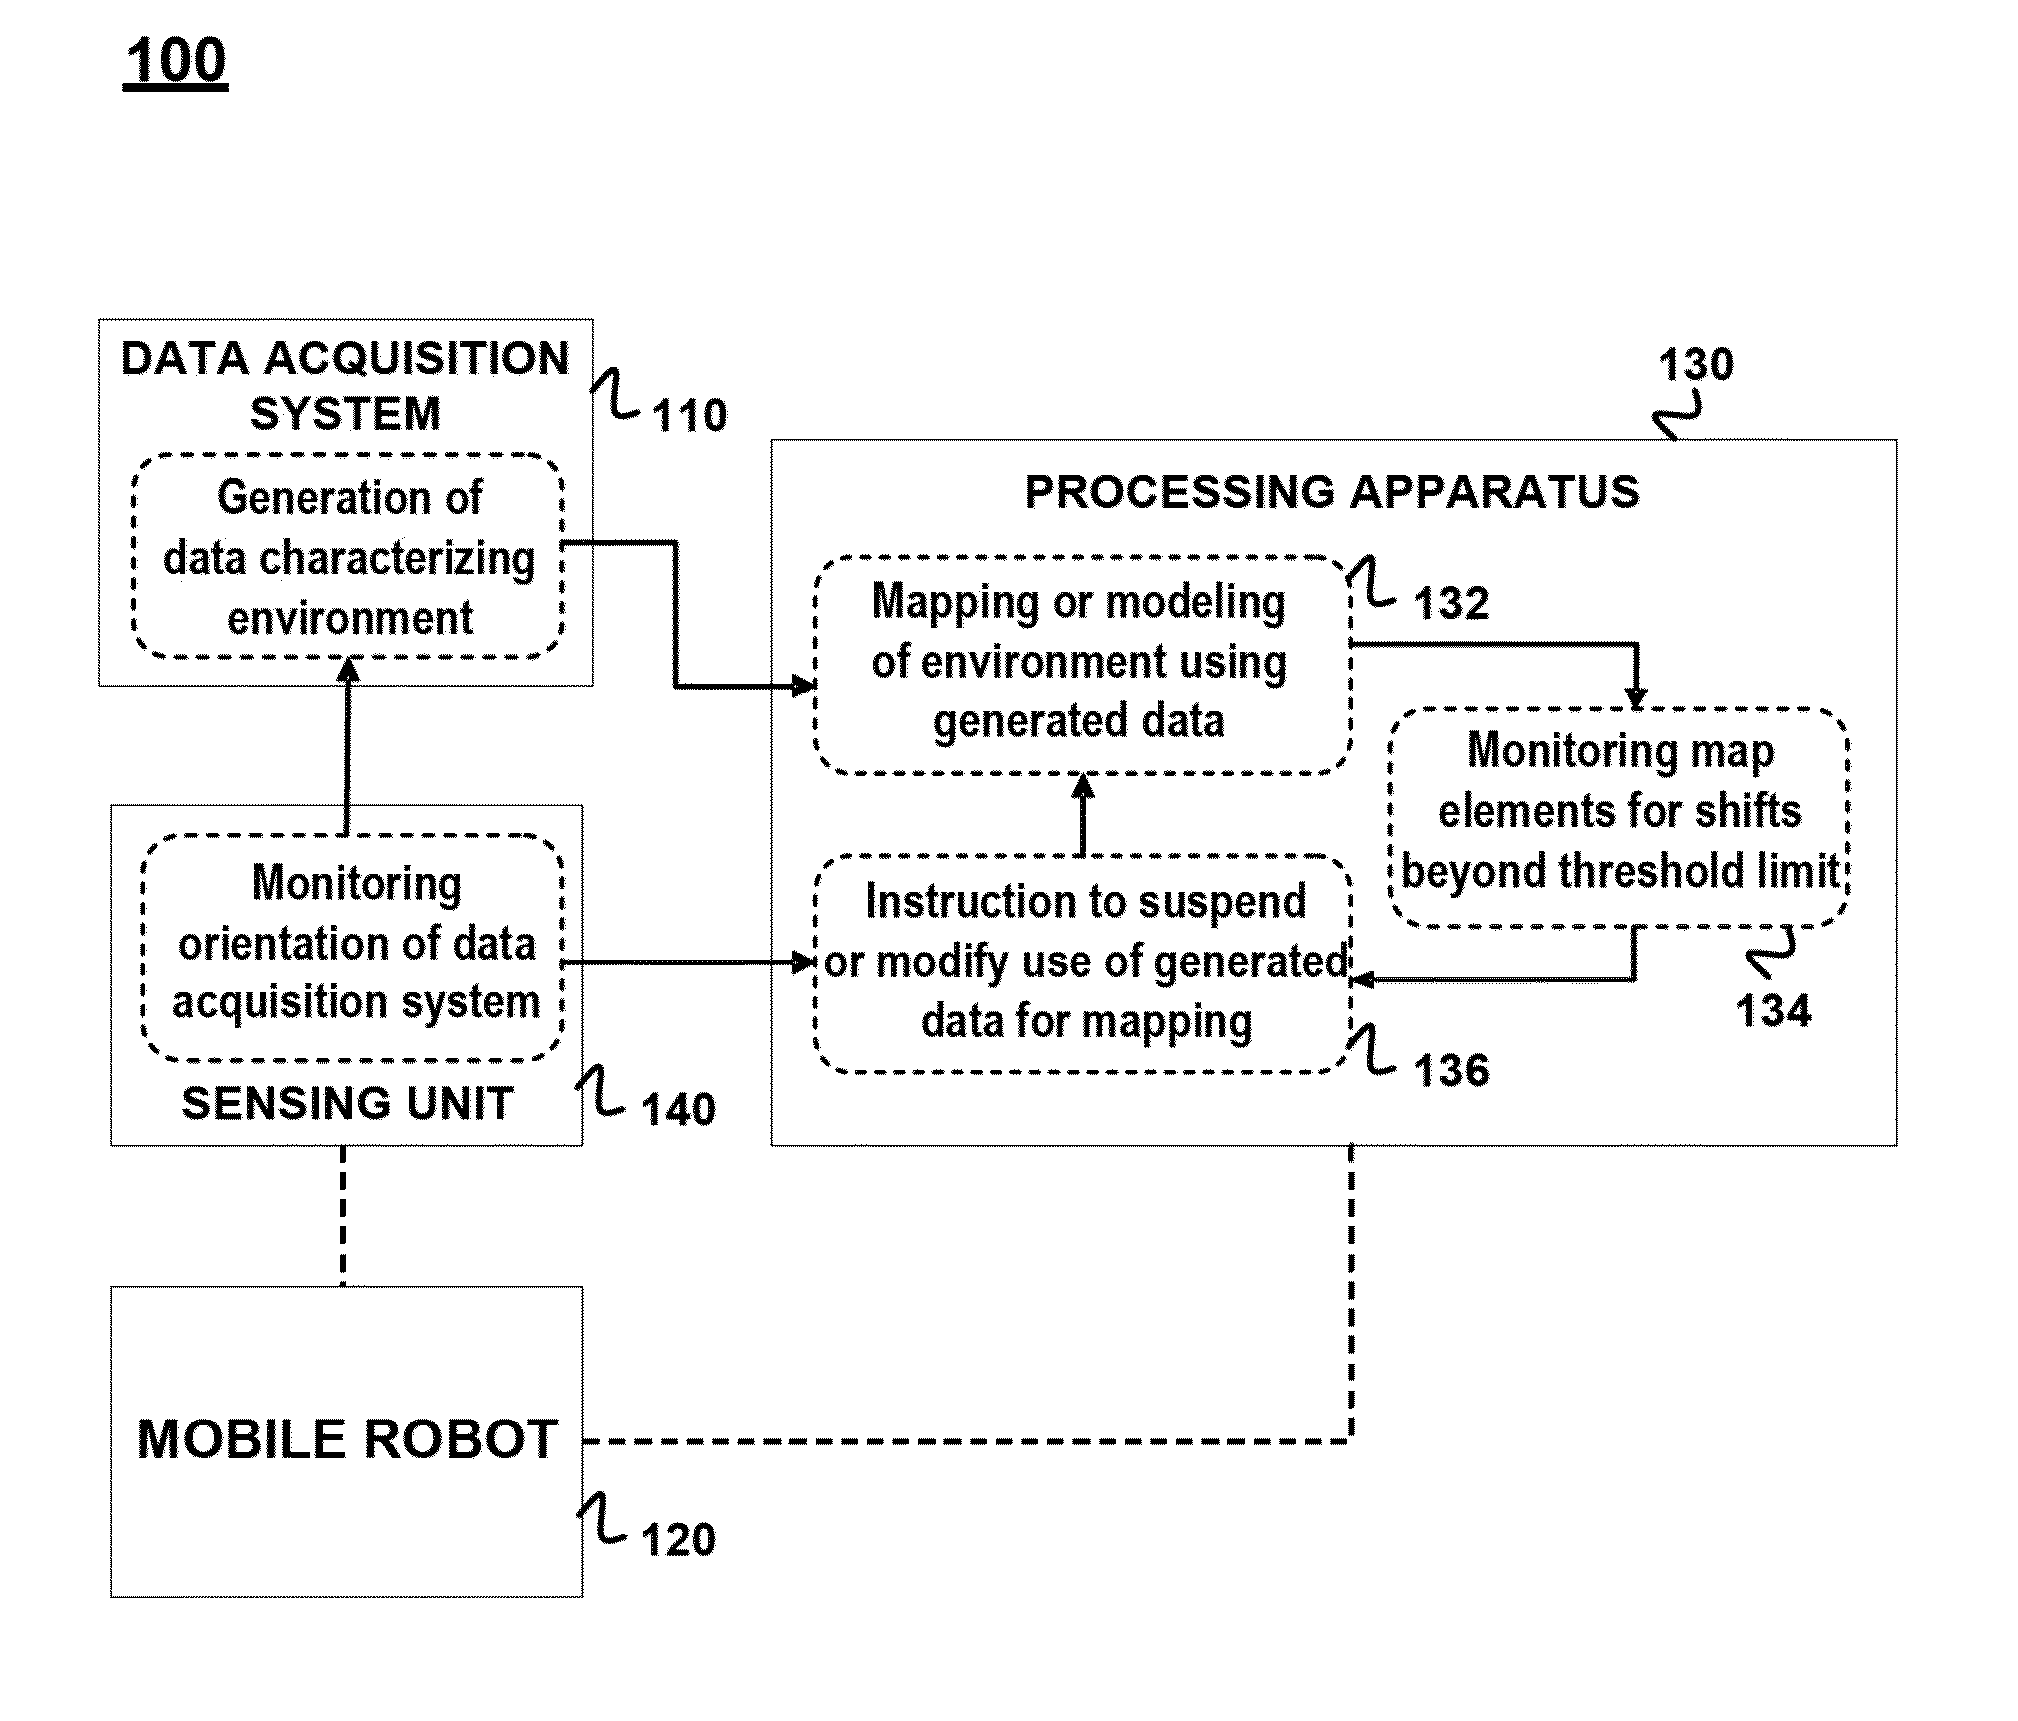 100
DATA ACQUISITION
SYSTEM
110
Generation of
data characterizing
environment
130
PROCESSING APPARATUS
Mapping or modeling
of environment using
generated data
132
Monitoring map
elements for shifts
beyond threshold limit
134
Monitoring
orientation of data
acquisition system
SENSING UNIT
140
Instruction to suspend
or modify use of generated
data for mapping
136
MOBILE ROBOT
120